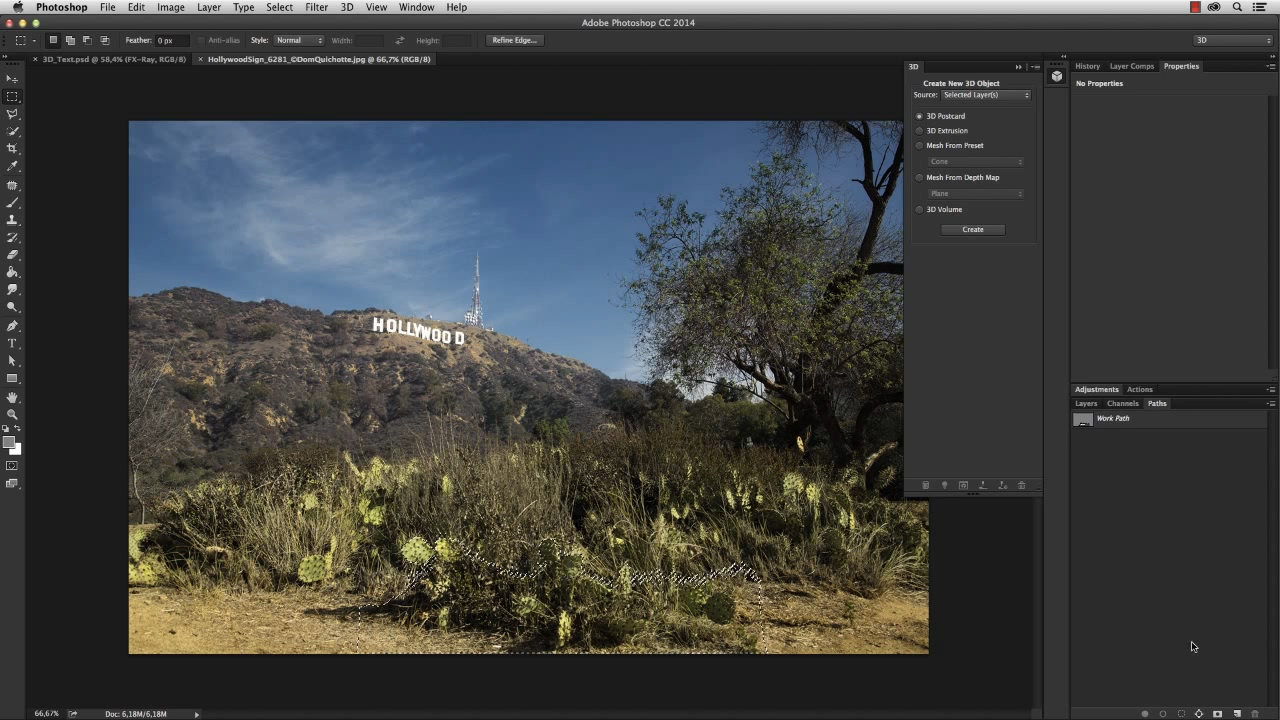 Photoshop File Edit Image Layer Type Select Filter 3D View Window Help
Adobe Photoshop CC 2014
Feather: 0 px Anti-alias Style: Normal Width: Height: Refine Edge... 3D
3D_Text.psd @ 58,4% (FX-Ray, RGB/8) HollywoodSign_6281_©DomQuichotte.jpg @ 66,7% (RGB/8)
3D
History Layer Comps Properties
Create New 3D Object
No Properties
Source: Selected Layer(s)
3D Postcard
3D Extrusion
Mesh From Preset
Cone
Mesh From Depth Map
Plane
3D Volume
Create
HOLLYWOOD
Adjustments Actions
Layers Channels Paths
Work Path
66,67% Doc: 6,18M/6,18M